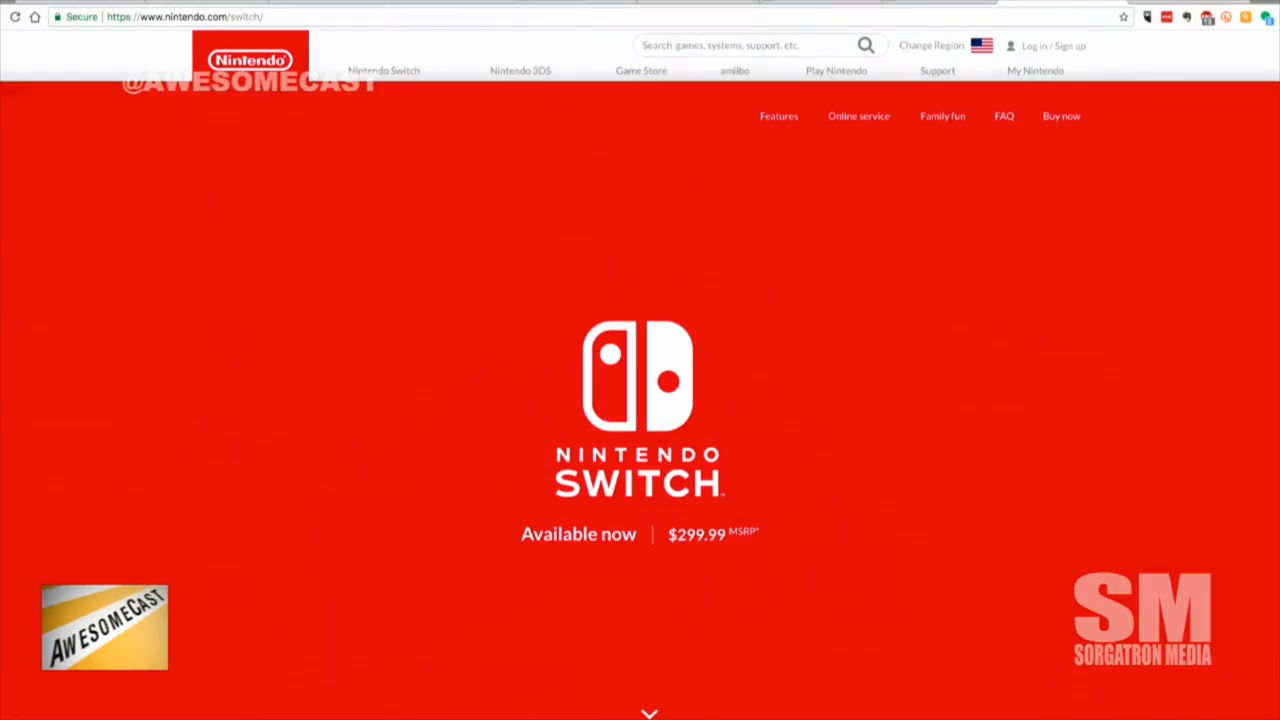 Secure | https://www.nintendo.com/switch/
Nintendo
Search games, systems, support, etc.
Change Region
Log in / Sign up
Nintendo Switch
Nintendo 3DS
Game Store
amiibo
Play Nintendo
Support
My Nintendo
@AWESOMECAST
Features
Online service
Family fun
FAQ
Buy now
NINTENDO
SWITCH™
Available now | $299.99 MSRP*
AWESOMECAST
SM
SORGATRON MEDIA